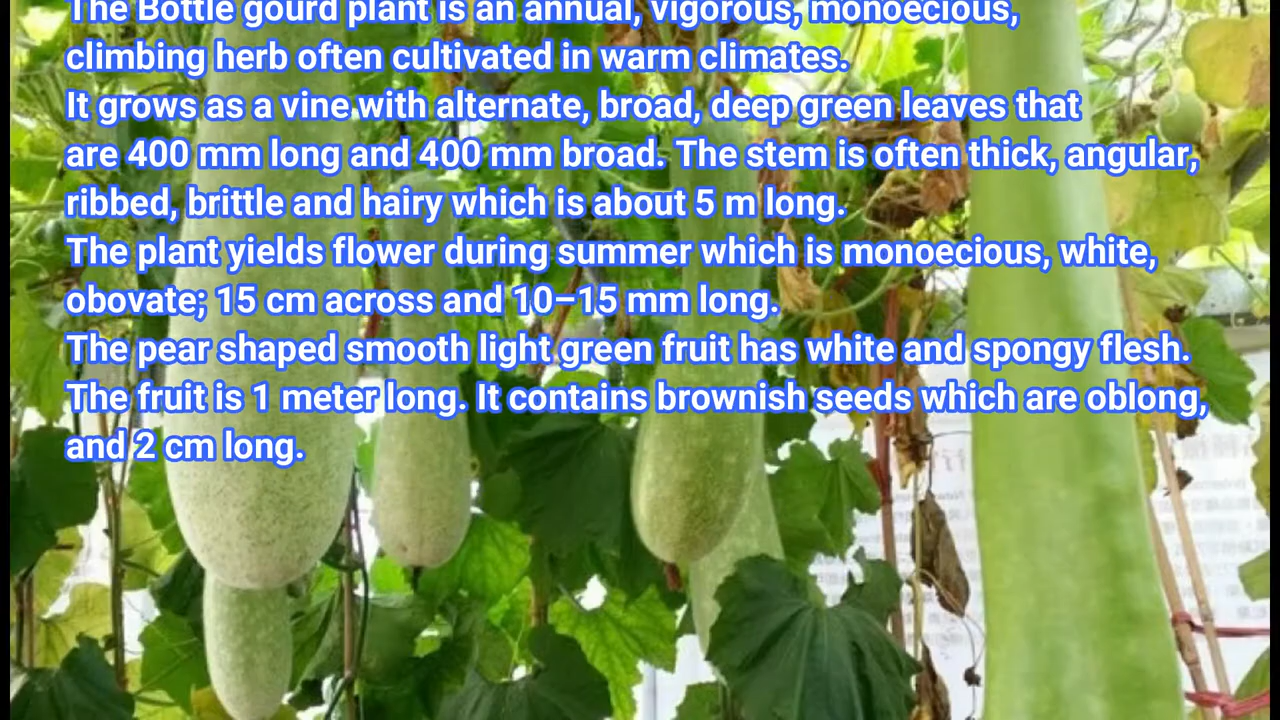 The Bottle gourd plant is an annual, vigorous, monoecious,
climbing herb often cultivated in warm climates.
It grows as a vine with alternate, broad, deep green leaves that
are 400 mm long and 400 mm broad. The stem is often thick, angular,
ribbed, brittle and hairy which is about 5 m long.
The plant yields flower during summer which is monoecious, white,
obovate; 15 cm across and 10–15 mm long.
The pear shaped smooth light green fruit has white and spongy flesh.
The fruit is 1 meter long. It contains brownish seeds which are oblong,
and 2 cm long.